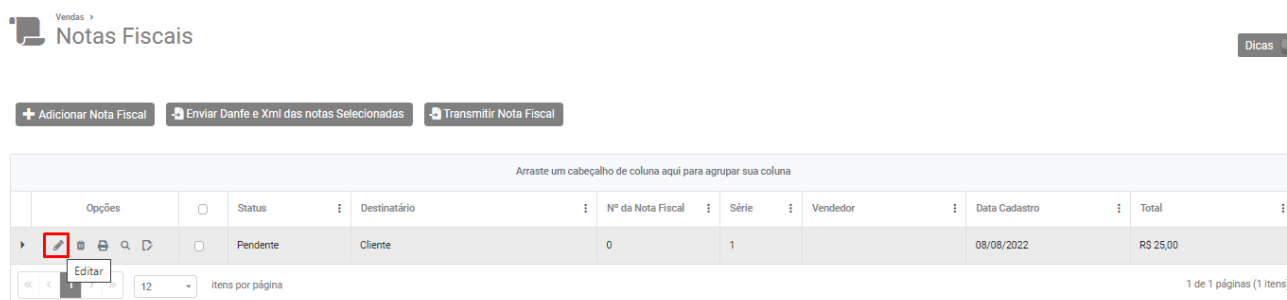 Vendas >
Notas Fiscais
Dicas
Adicionar Nota Fiscal
Enviar Danfe e Xml das notas Selecionadas
Transmitir Nota Fiscal
Arraste um cabeçalho de coluna aqui para agrupar sua coluna
Opções Status Destinatário Nº da Nota Fiscal Série Vendedor Data Cadastro Total
Pendente Cliente 0 1 08/08/2022 R$ 25,00
Editar
1 12 itens por página 1 de 1 páginas (1 itens)